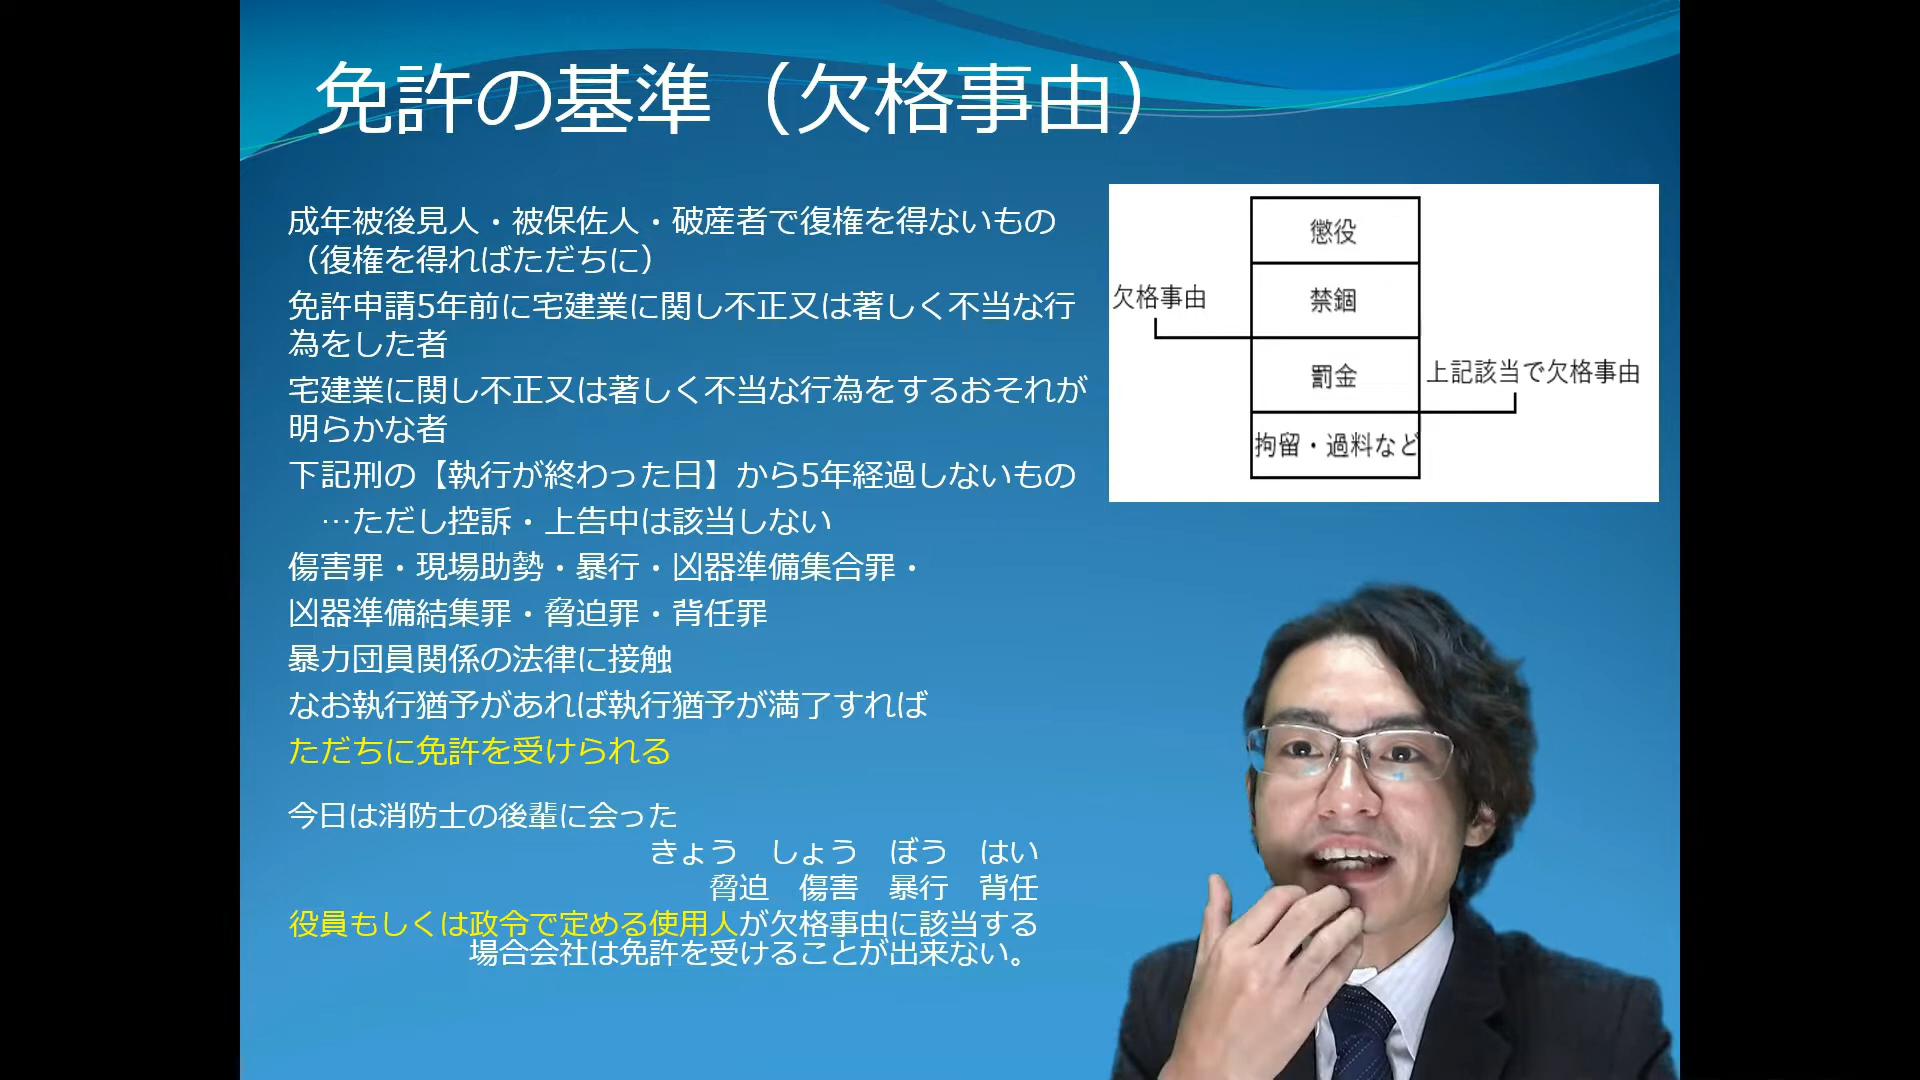 免許の基準（欠格事由）
成年被後見人・被保佐人・破産者で復権を得ないもの
（復権を得ればただちに）
免許申請5年前に宅建業に関し不正又は著しく不当な行
為をした者
宅建業に関し不正又は著しく不当な行為をするおそれが
明らかな者
下記刑の【執行が終わった日】から5年経過しないもの
…ただし控訴・上告中は該当しない
傷害罪・現場助勢・暴行・凶器準備集合罪・
凶器準備結集罪・脅迫罪・背任罪
暴力団員関係の法律に接触
なお執行猶予があれば執行猶予が満了すれば
ただちに免許を受けられる
今日は消防士の後輩に会った
きょう　しょう　ぼう　はい
脅迫　傷害　暴行　背任
役員もしくは政令で定める使用人が欠格事由に該当する
場合会社は免許を受けることが出来ない。
懲役
欠格事由
禁錮
罰金
上記該当で欠格事由
拘留・過料など